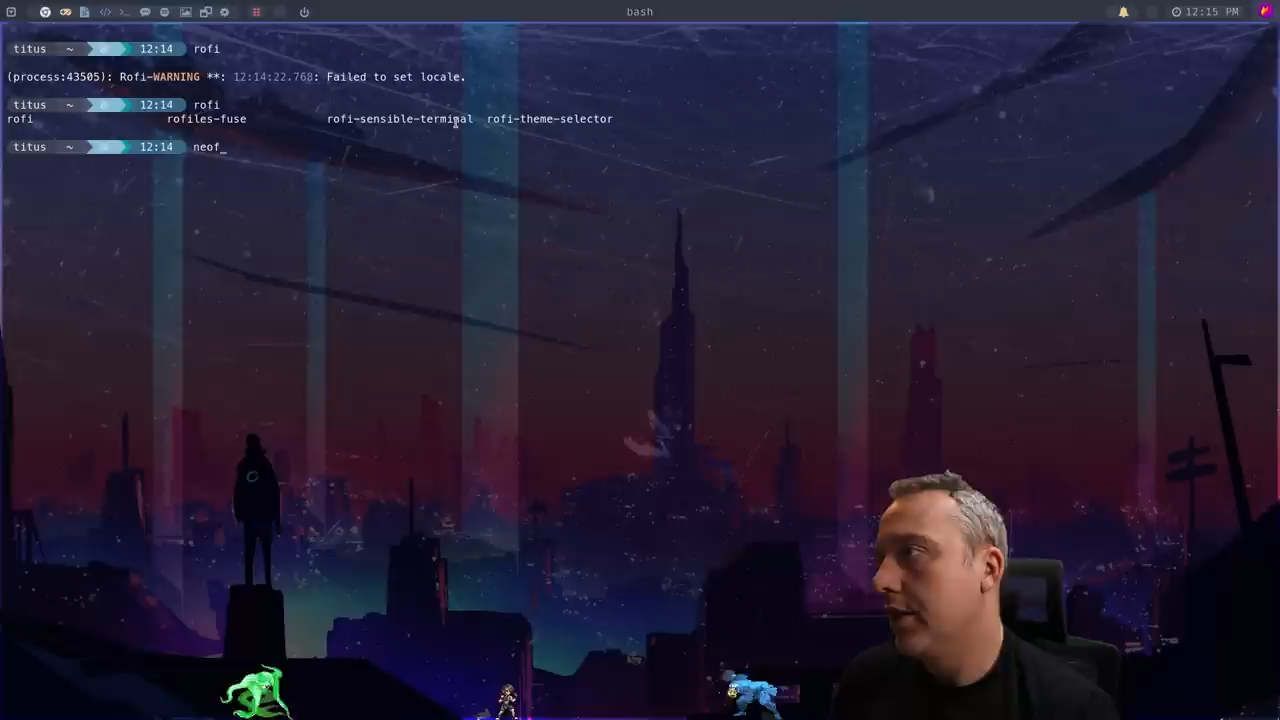 bash
12:15 PM
titus ~ 12:14 rofi
(process:43505): Rofi-WARNING **: 12:14:22.768: Failed to set locale.
titus ~ 12:14 rofi
rofi rofiles-fuse rofi-sensible-terminal rofi-theme-selector
titus ~ 12:14 neof_